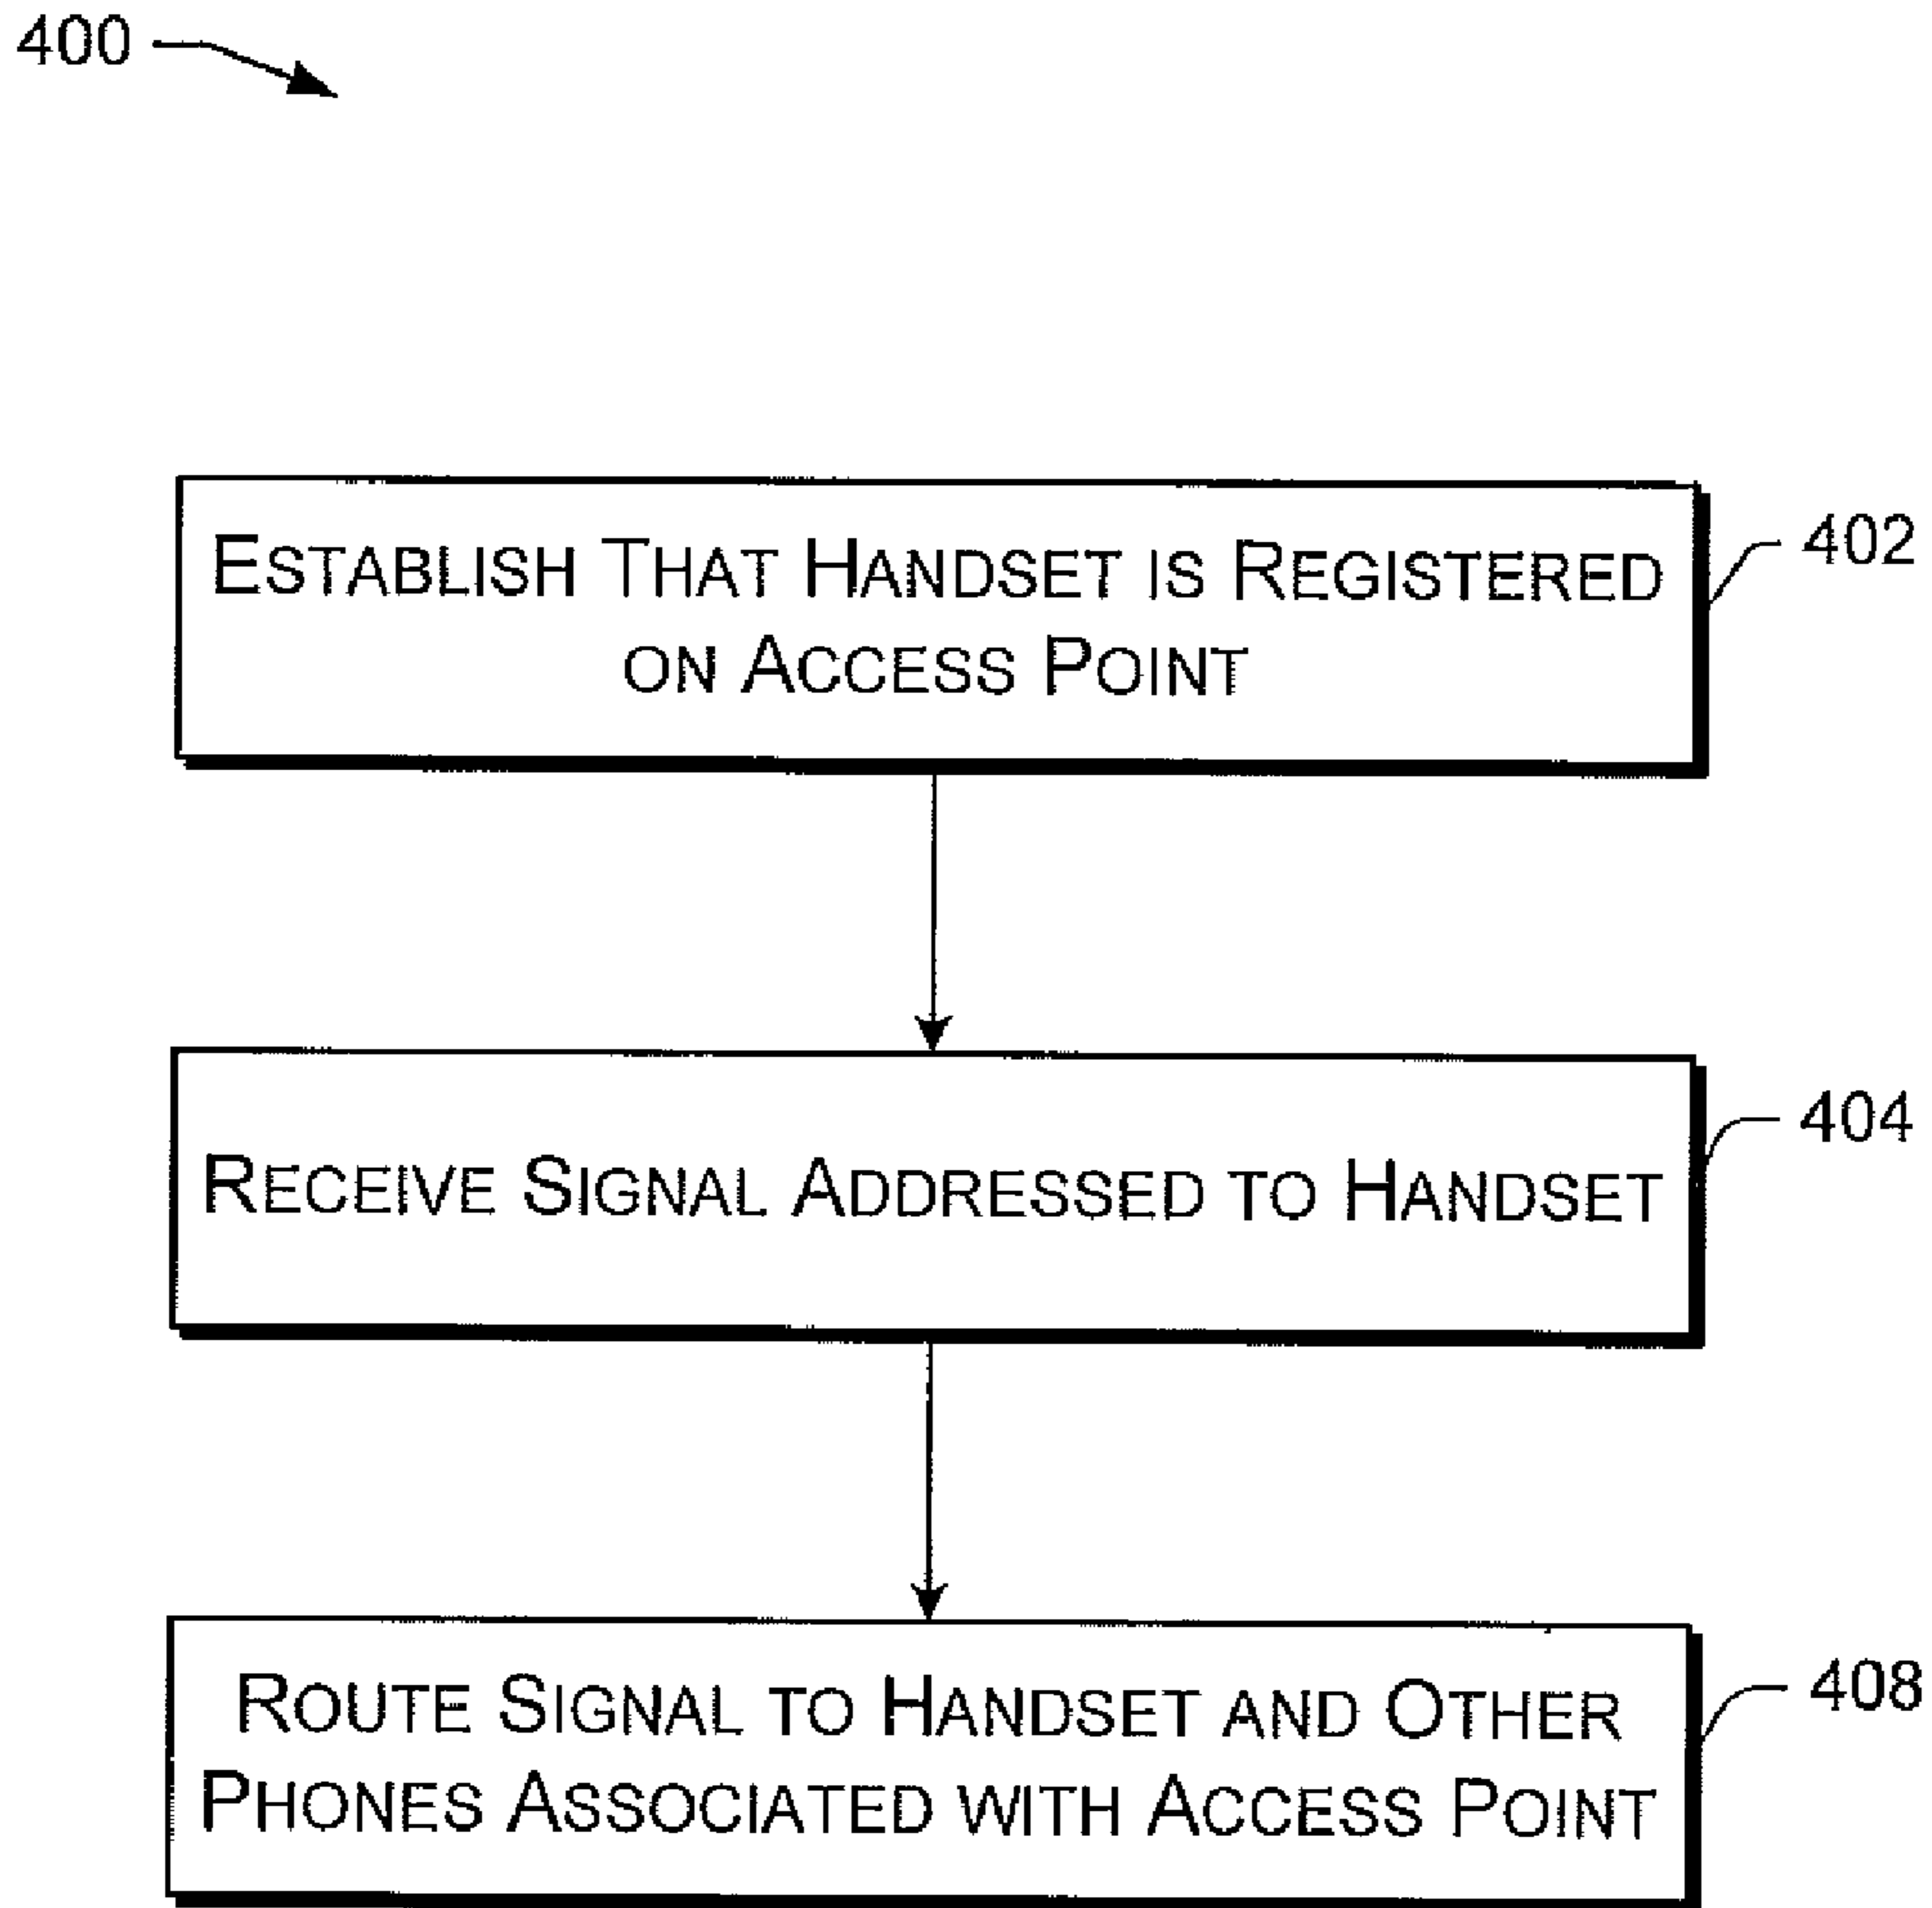 400
ESTABLISH THAT HANDSET IS REGISTERED
ON ACCESS POINT
402
RECEIVE SIGNAL ADDRESSED TO HANDSET
404
ROUTE SIGNAL TO HANDSET AND OTHER
PHONES ASSOCIATED WITH ACCESS POINT
408